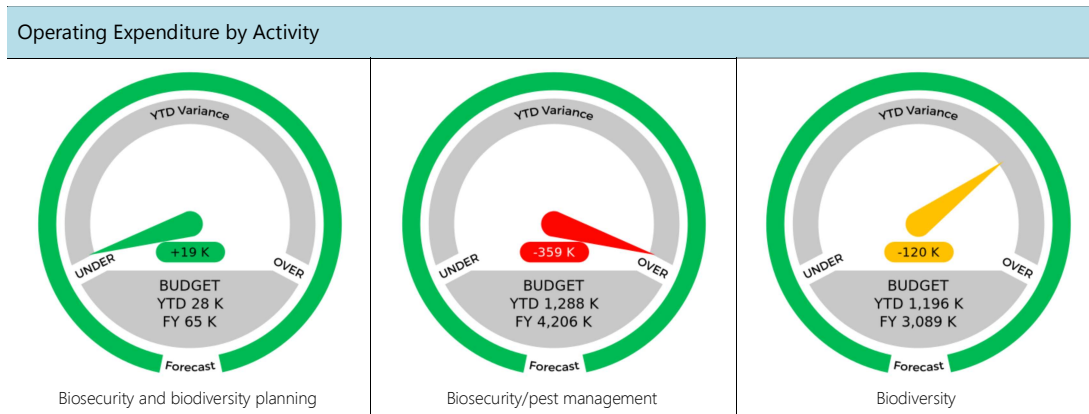 Operating Expenditure by Activity
YTD Variance
+19 K
UNDER
OVER
BUDGET
YTD 28 K
FY 65 K
Forecast
Biosecurity and biodiversity planning
YTD Variance
-359 K
UNDER
OVER
BUDGET
YTD 1,288 K
FY 4,206 K
Forecast
Biosecurity/pest management
YTD Variance
-120 K
UNDER
OVER
BUDGET
YTD 1,196 K
FY 3,089 K
Forecast
Biodiversity